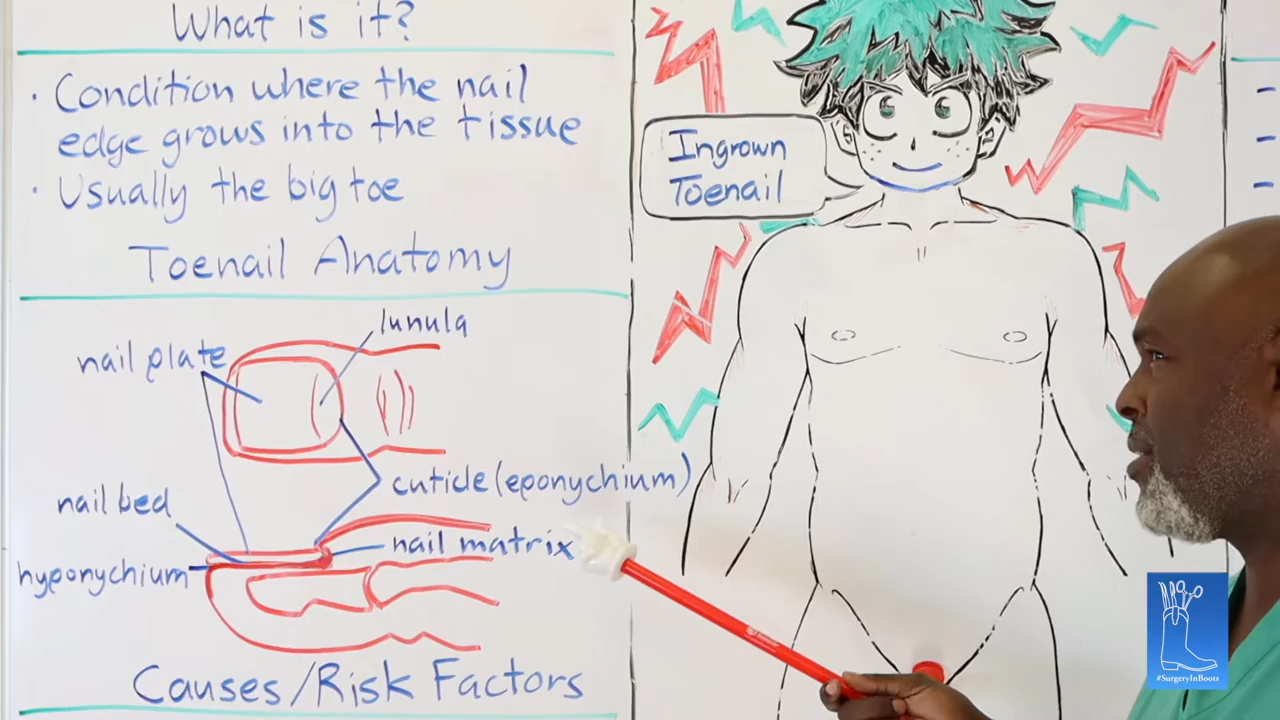 What is it?
· Condition where the nail
edge grows into the tissue
· Usually the big toe
Toenail Anatomy
lunula
nail plate
cuticle (eponychium)
nail bed
nail matrix
hyponychium
Causes/Risk Factors
Ingrown
Toenail
#SurgeryInBoots